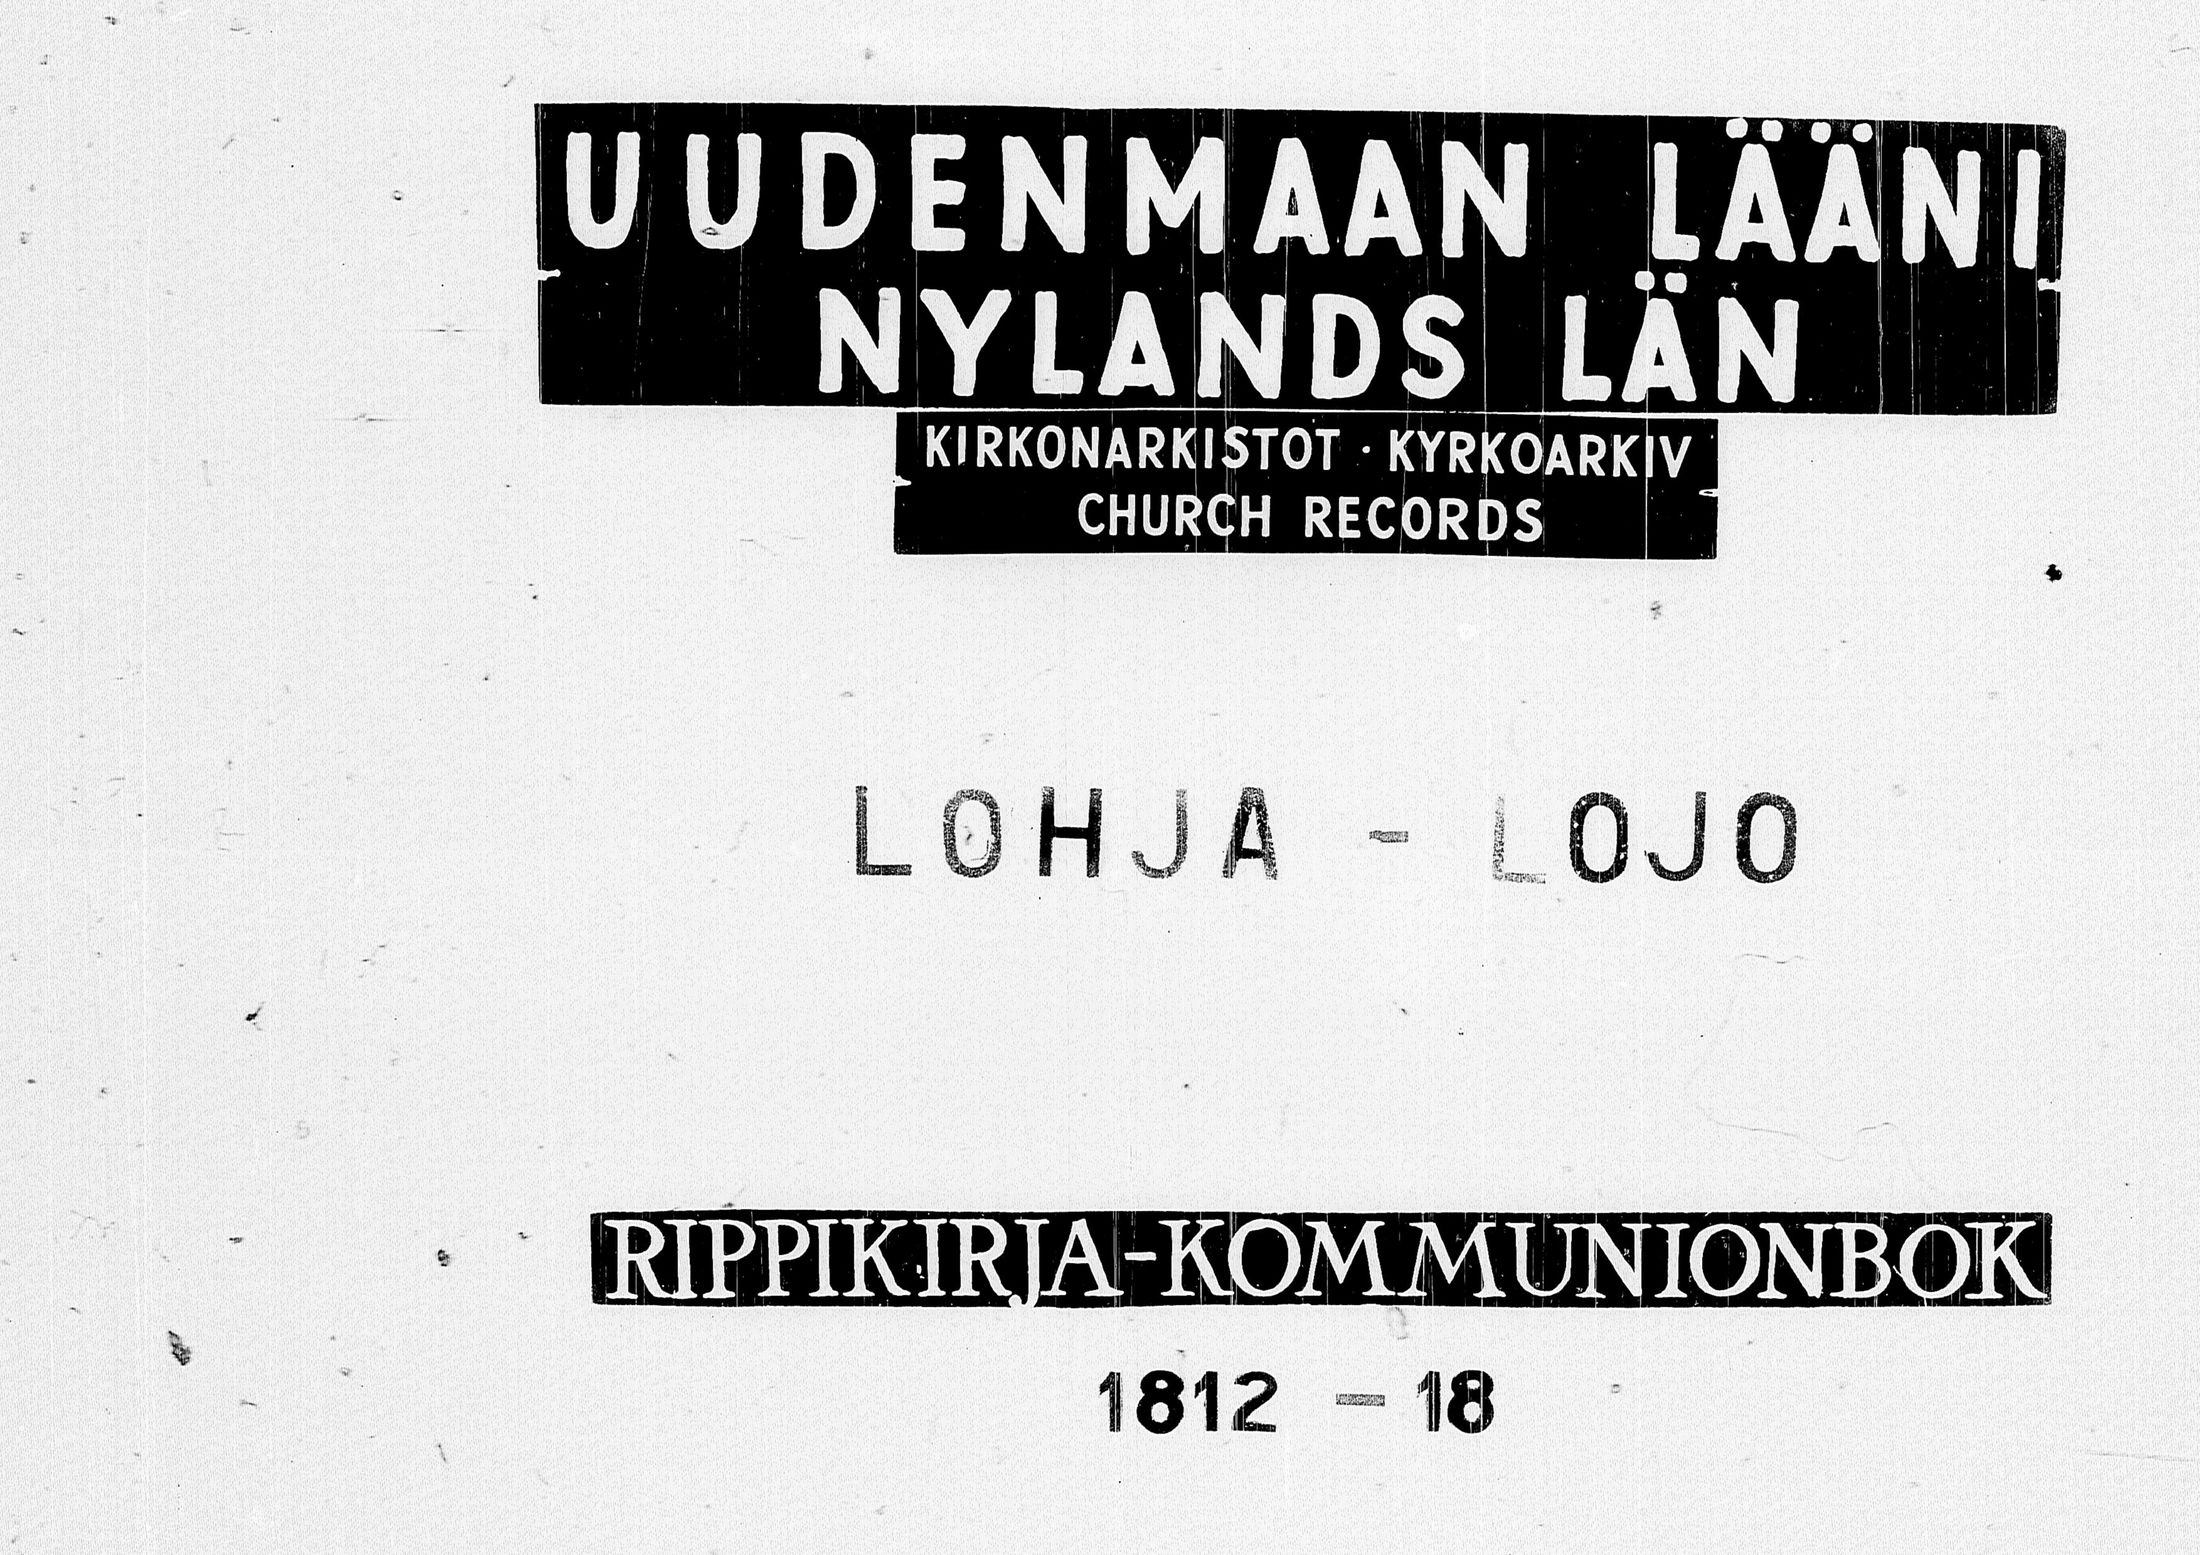 UUDENMAAN LÄÄNI
NYLANDS LÄN
KIRKONARKISTOT · KYRKOARKIV
CHURCH RECORDS
LOHJA - LOJO
RIPPIKIRJA-KOMMUNIONBOK
1812 - 18